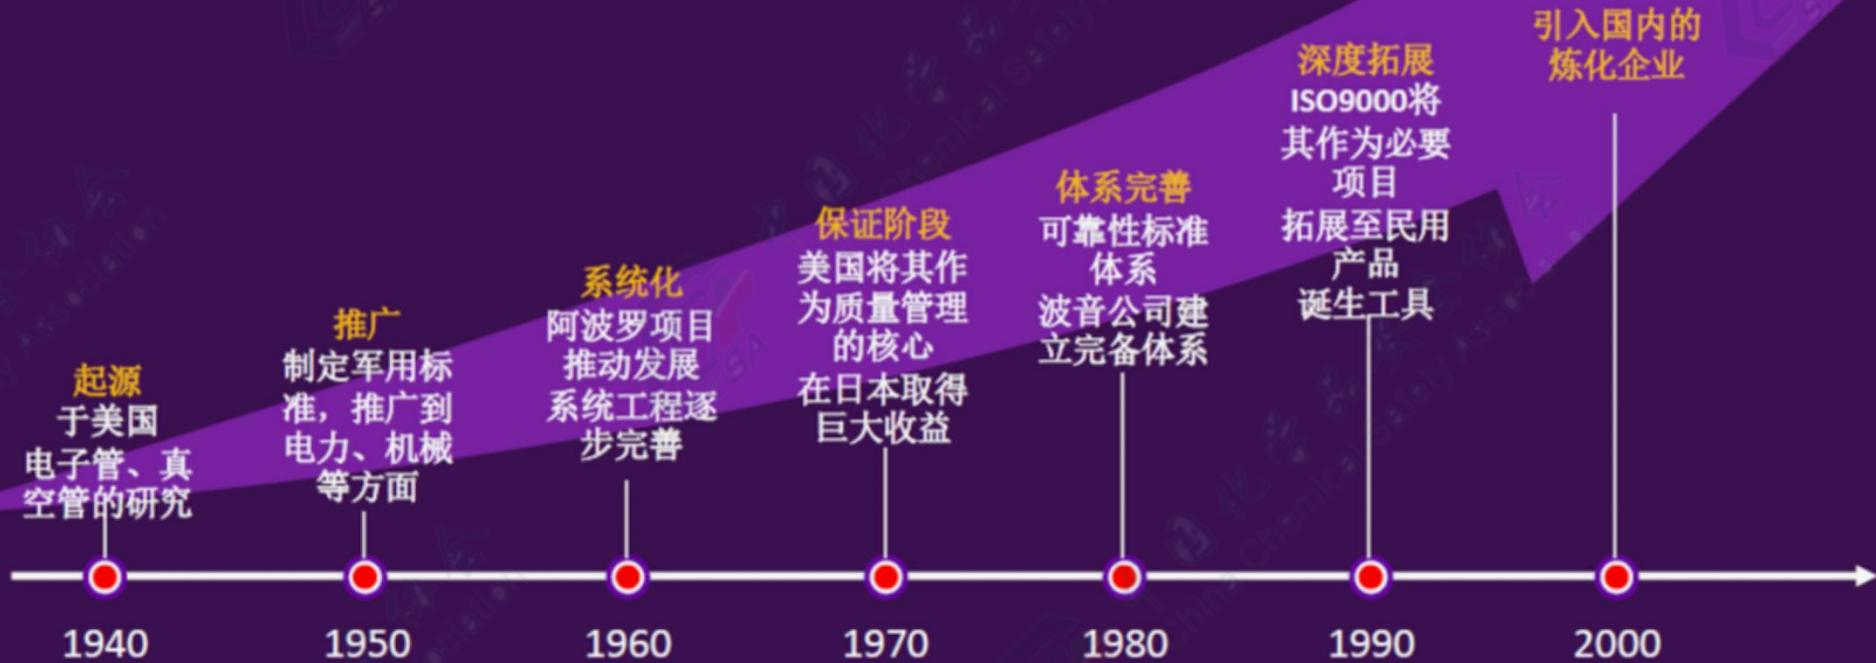 起源
于美国
电子管、真
空管的研究
1940
推广
制定军用标
准，推广到
电力、机械
等方面
1950
系统化
阿波罗项目
推动发展
系统工程逐
步完善
1960
保证阶段
美国将其作
为质量管理
的核心
在日本取得
巨大收益
1970
体系完善
可靠性标准
体系
波音公司建
立完备体系
1980
深度拓展
ISO9000将
其作为必要
项目
拓展至民用
产品
诞生工具
1990
引入国内的
炼化企业
2000